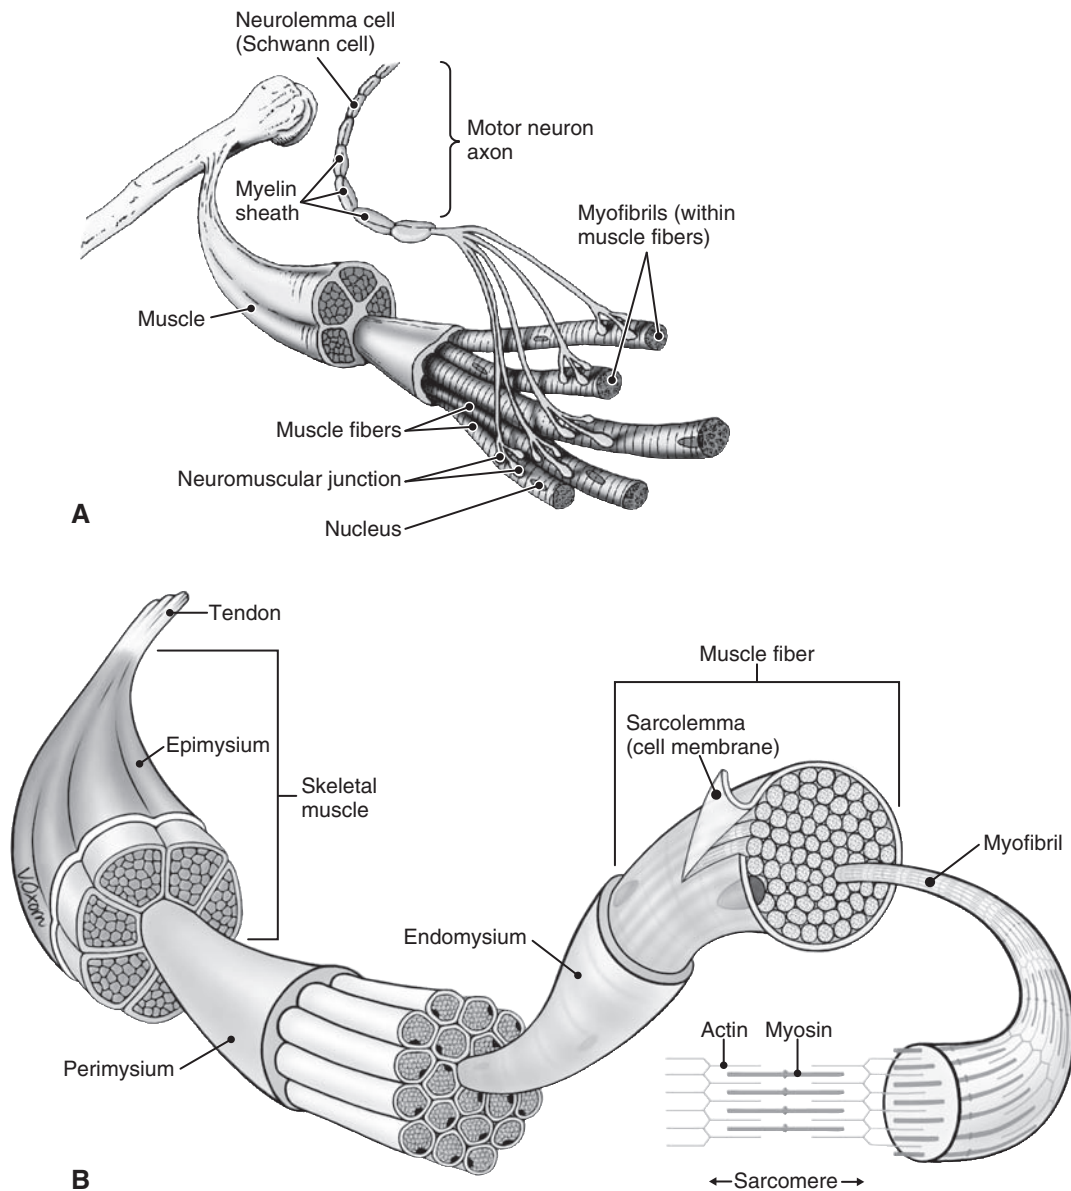 Neurolemma cell
(Schwann cell)
Motor neuron
axon
Myelin
sheath
Myofibrils (within
muscle fibers)
Muscle
Muscle fibers
Neuromuscular junction
Nucleus
A
Tendon
Muscle fiber
Sarcolemma
(cell membrane)
Epimysium
Skeletal
muscle
Myofibril
Endomysium
Actin
Myosin
Perimysium
Sarcomere
B